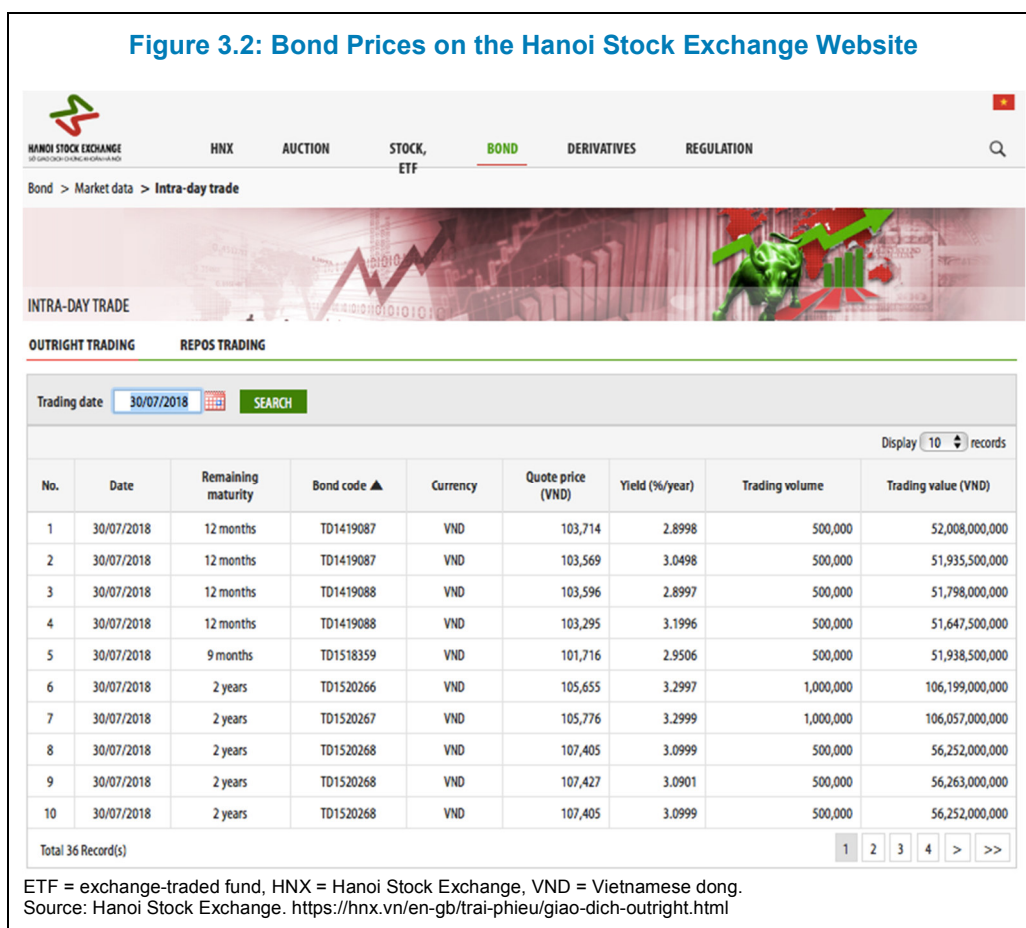 Figure 3.2: Bond Prices on the Hanoi Stock Exchange Website
HANOI STOCK EXCHANGE
SỞ GIAO DỊCH CHỨNG KHOÁN HÀ NỘI
HNX AUCTION STOCK, ETF BOND DERIVATIVES REGULATION
Bond > Market data > Intra-day trade
INTRA-DAY TRADE
OUTRIGHT TRADING REPOS TRADING
Trading date 30/07/2018 SEARCH
Display 10 records
No. Date Remaining maturity Bond code ▲ Currency Quote price (VND) Yield (%/year) Trading volume Trading value (VND)
1 30/07/2018 12 months TD1419087 VND 103,714 2.8998 500,000 52,008,000,000
2 30/07/2018 12 months TD1419087 VND 103,569 3.0498 500,000 51,935,500,000
3 30/07/2018 12 months TD1419088 VND 103,596 2.8997 500,000 51,798,000,000
4 30/07/2018 12 months TD1419088 VND 103,295 3.1996 500,000 51,647,500,000
5 30/07/2018 9 months TD1518359 VND 101,716 2.9506 500,000 51,938,500,000
6 30/07/2018 2 years TD1520266 VND 105,655 3.2997 1,000,000 106,199,000,000
7 30/07/2018 2 years TD1520267 VND 105,776 3.2999 1,000,000 106,057,000,000
8 30/07/2018 2 years TD1520268 VND 107,405 3.0999 500,000 56,252,000,000
9 30/07/2018 2 years TD1520268 VND 107,427 3.0901 500,000 56,263,000,000
10 30/07/2018 2 years TD1520268 VND 107,405 3.0999 500,000 56,252,000,000
Total 36 Record(s) 1 2 3 4 > >>
ETF = exchange-traded fund, HNX = Hanoi Stock Exchange, VND = Vietnamese dong.
Source: Hanoi Stock Exchange. https://hnx.vn/en-gb/trai-phieu/giao-dich-outright.html